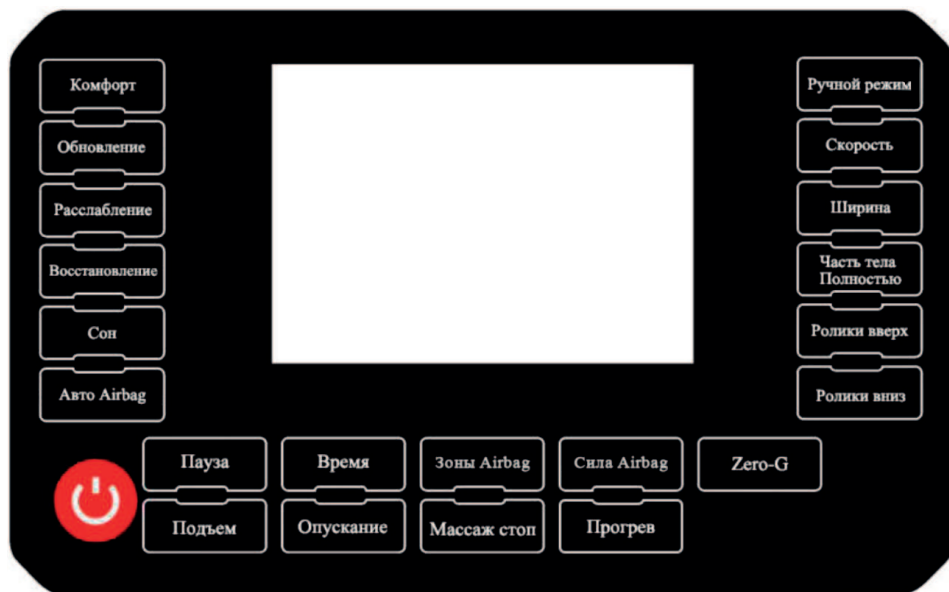 Комфорт
Обновление
Расслабление
Восстановление
Сон
Авто Airbag
Ручной режим
Скорость
Ширина
Часть тела
Полностью
Ролики вверх
Ролики вниз
Пауза
Время
Зоны Airbag
Сила Airbag
Zero-G
Подъем
Опускание
Массаж стоп
Прогрев